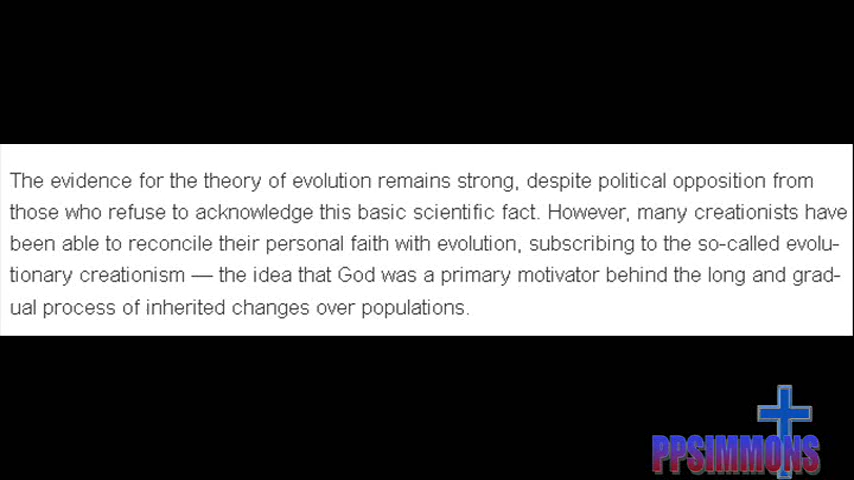 The evidence for the theory of evolution remains strong, despite political opposition from
those who refuse to acknowledge this basic scientific fact. However, many creationists have
been able to reconcile their personal faith with evolution, subscribing to the so-called evolu-
tionary creationism — the idea that God was a primary motivator behind the long and grad-
ual process of inherited changes over populations.
PPSIMMONS